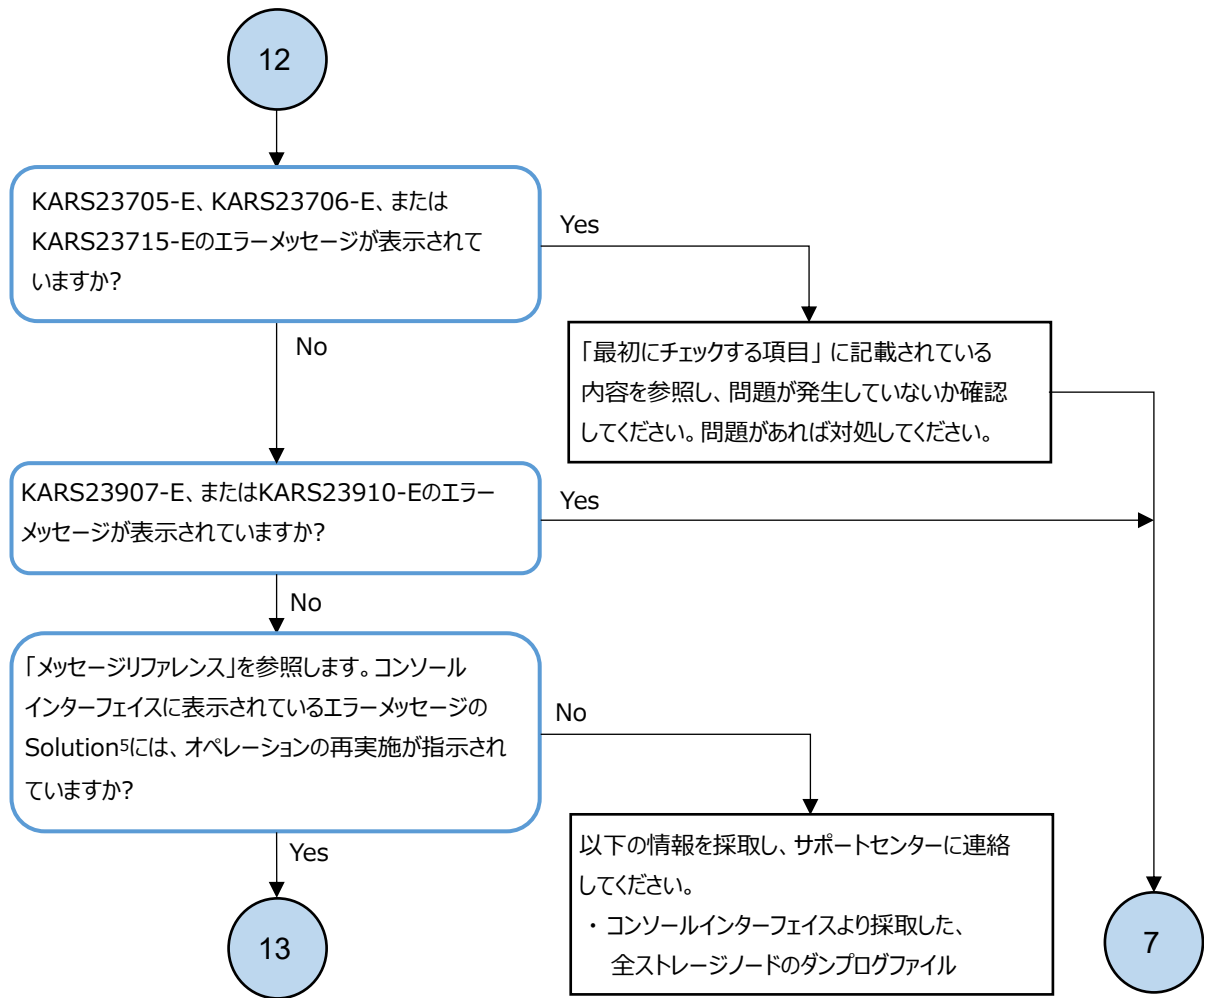 12
KARS23705-E、KARS23706-E、または
KARS23715-Eのエラーメッセージが表示されて
いますか?
Yes
No
「最初にチェックする項目」に記載されている
内容を参照し、問題が発生していないか確認
してください。問題があれば対処してください。
KARS23907-E、またはKARS23910-Eのエラー
メッセージが表示されていますか?
Yes
No
「メッセージリファレンス」を参照します。コンソール
インターフェイスに表示されているエラーメッセージの
Solution5には、オペレーションの再実施が指示され
ていますか?
No
Yes
以下の情報を採取し、サポートセンターに連絡
してください。
・コンソールインターフェイスより採取した、
全ストレージノードのダンプログファイル
13
7